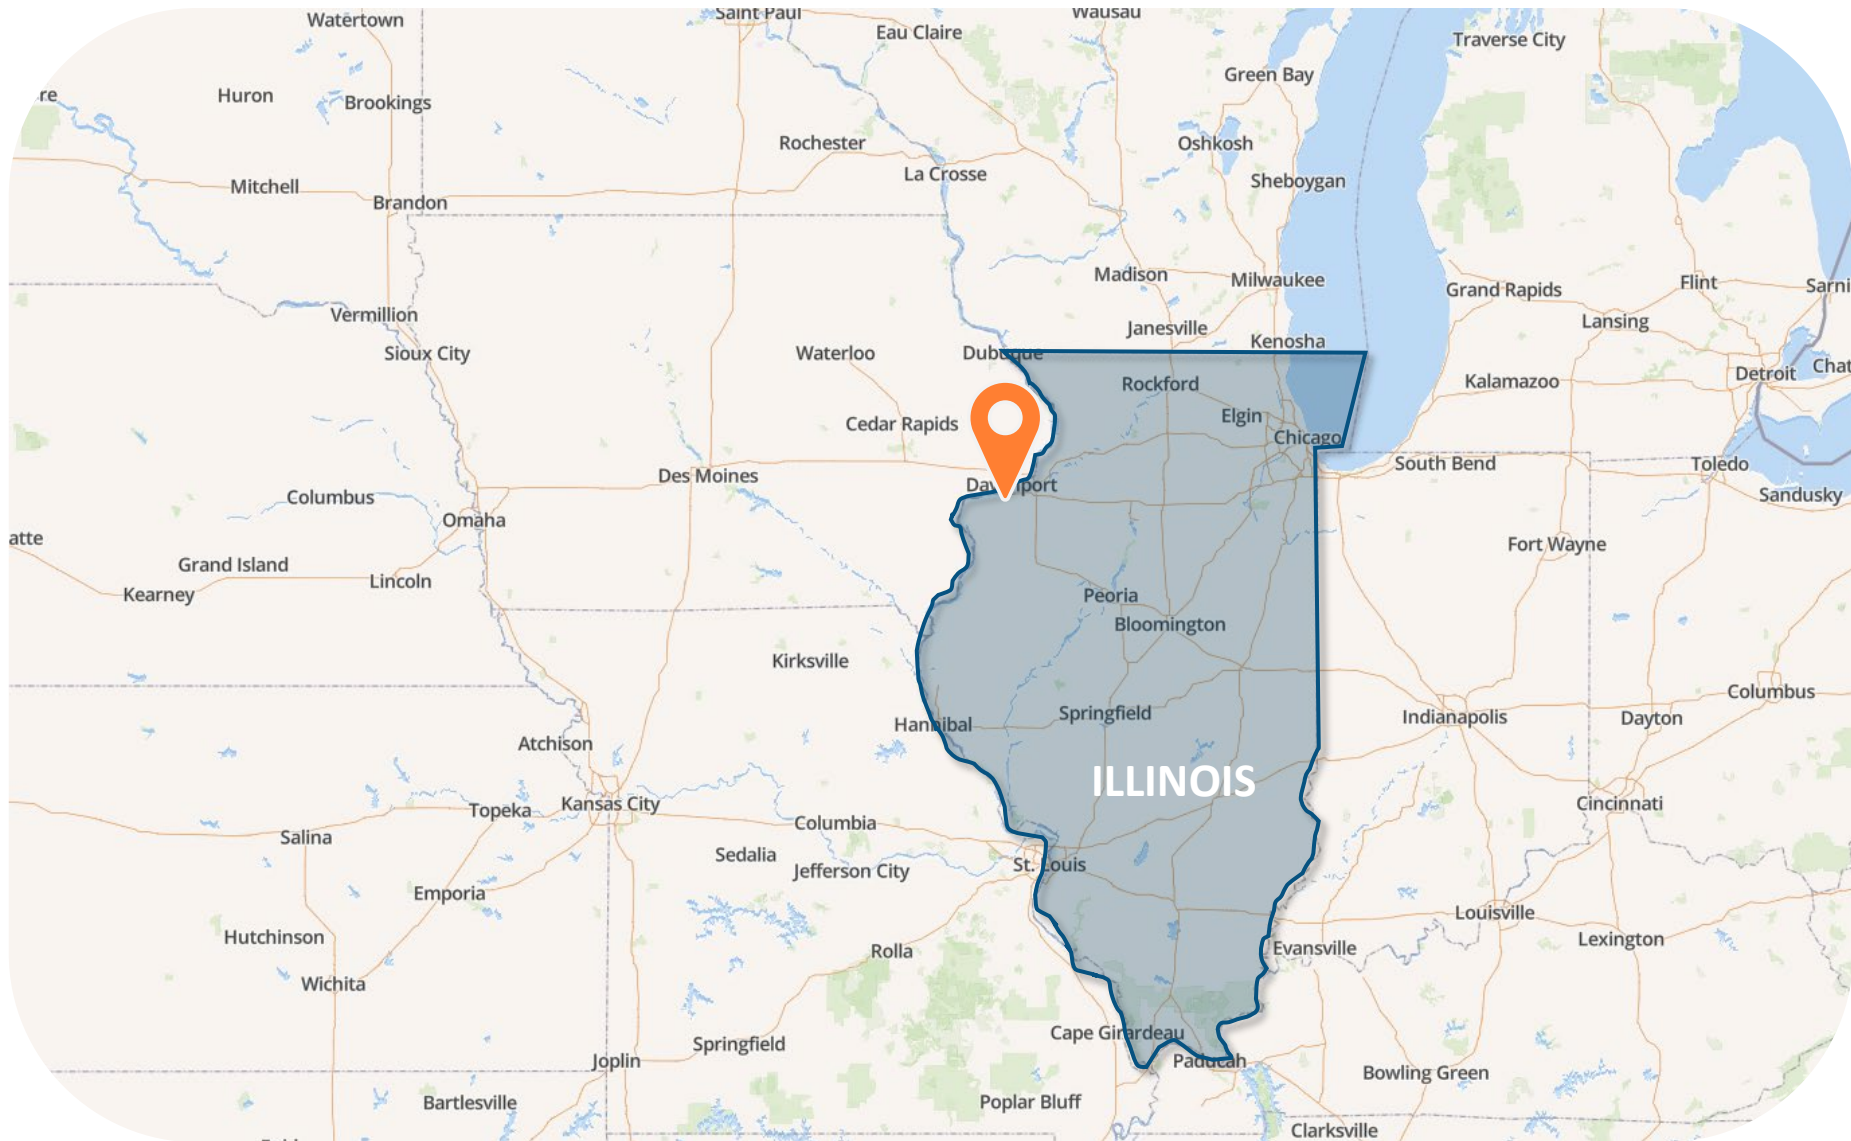 Saint Paul
Wausau
Watertown
Eau Claire
Traverse City
Green Bay
re
Huron
Brookings
Rochester
Oshkosh
La Crosse
Sheboygan
Mitchell
Brandon
Madison
Milwaukee
Grand Rapids
Flint
Sarni
Vermillion
Janesville
Lansing
Kenosha
Sioux City
Waterloo
Dubuque
Rockford
Kalamazoo
Detroit
Chat
Cedar Rapids
Elgin
Chicago
Des Moines
Davenport
South Bend
Toledo
Columbus
Sandusky
Omaha
atte
Fort Wayne
Grand Island
Lincoln
Kearney
Peoria
Bloomington
Kirksville
Columbus
Hannibal
Springfield
Indianapolis
Dayton
Atchison
ILLINOIS
Topeka
Kansas City
Cincinnati
Columbia
Salina
Sedalia
Jefferson City
St. Louis
Emporia
Louisville
Hutchinson
Rolla
Evansville
Lexington
Wichita
Cape Girardeau
Springfield
Joplin
Paducah
Bowling Green
Bartlesville
Poplar Bluff
Clarksville